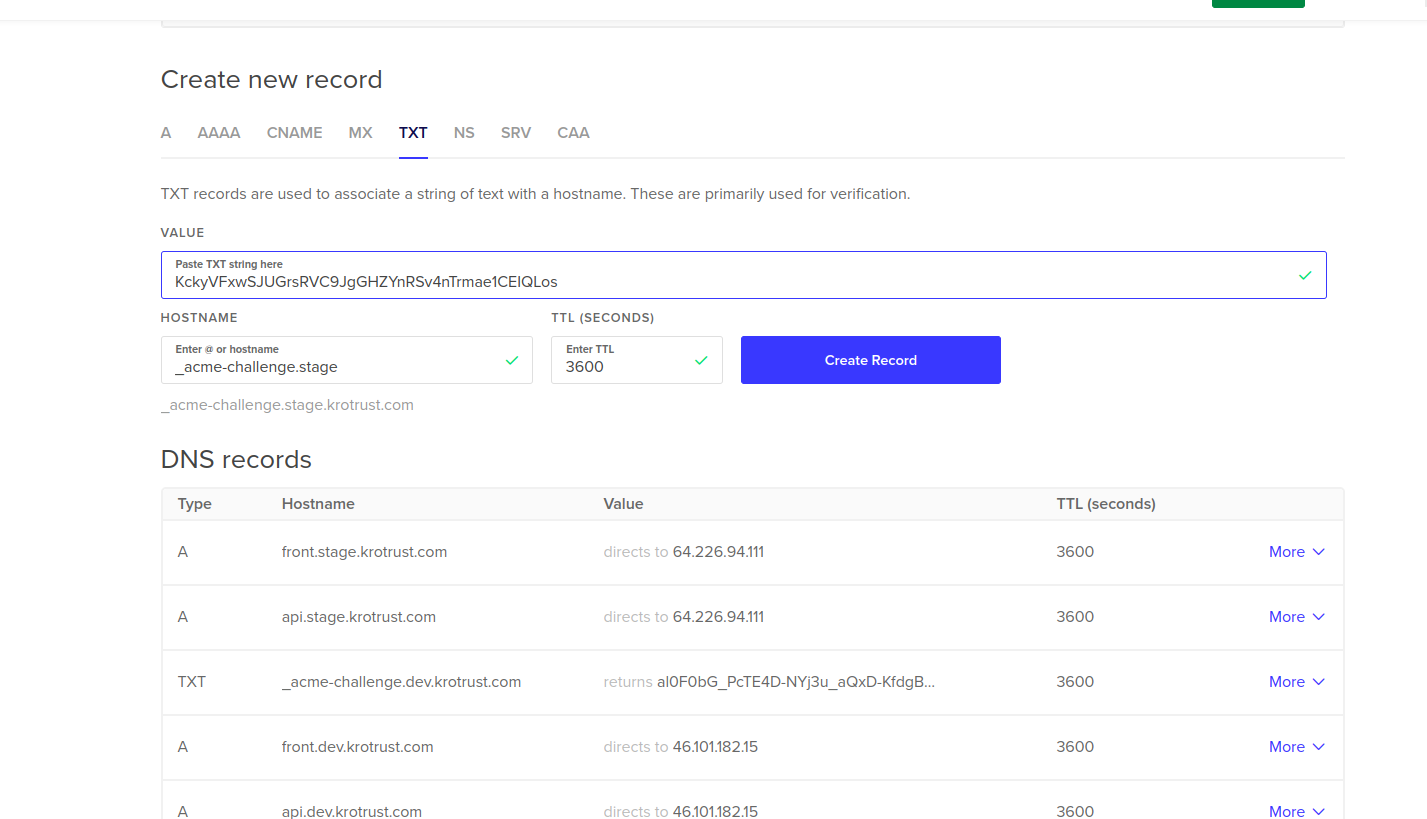 Create new record
A AAAA CNAME MX TXT NS SRV CAA
TXT records are used to associate a string of text with a hostname. These are primarily used for verification.
VALUE
Paste TXT string here
KckyVFxwSJUGrsRVC9JgGHZYnRSv4nTrmae1CEIQLos
HOSTNAME TTL (SECONDS)
Enter @ or hostname Enter TTL
_acme-challenge.stage 3600 Create Record
_acme-challenge.stage.krotrust.com
DNS records
Type Hostname Value TTL (seconds)
A front.stage.krotrust.com directs to 64.226.94.111 3600 More
A api.stage.krotrust.com directs to 64.226.94.111 3600 More
TXT _acme-challenge.dev.krotrust.com returns al0F0bG_PcTE4D-NYj3u_aQxD-KfdgB... 3600 More
A front.dev.krotrust.com directs to 46.101.182.15 3600 More
A api.dev.krotrust.com directs to 46.101.182.15 3600 More